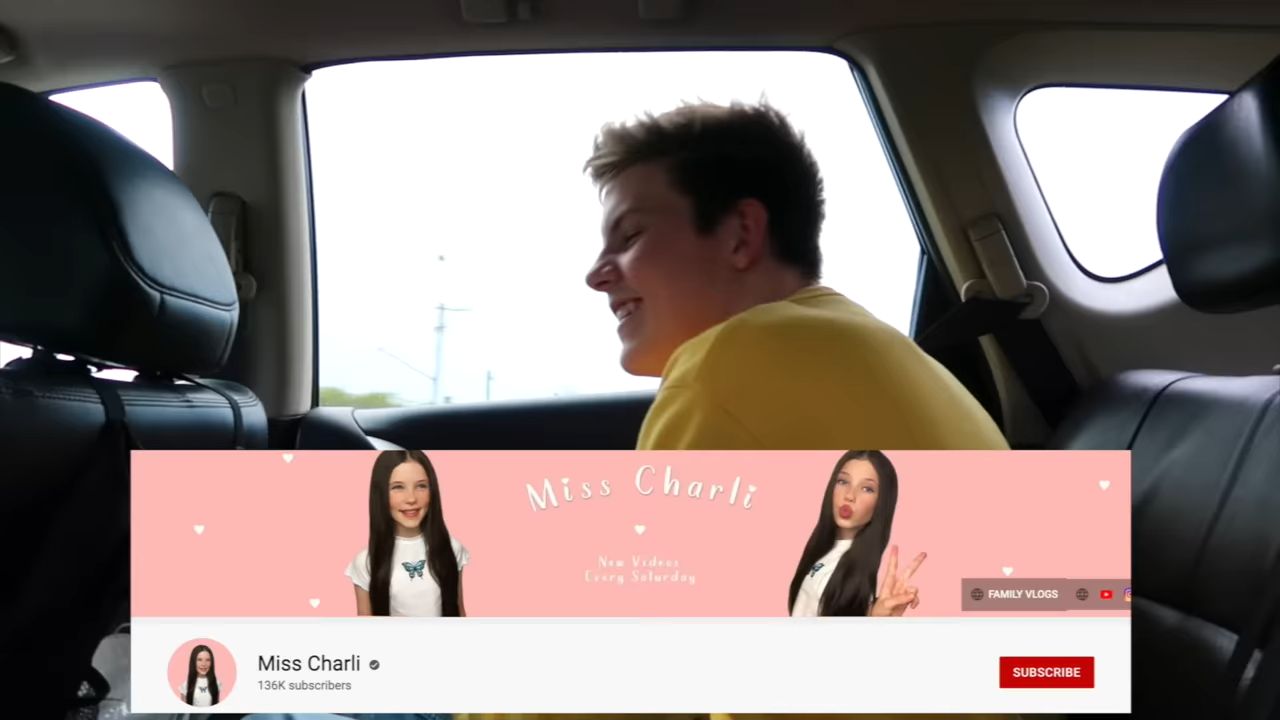 Miss Charli
New Videos
Every Saturday
FAMILY VLOGS
Miss Charli
136K subscribers
SUBSCRIBE